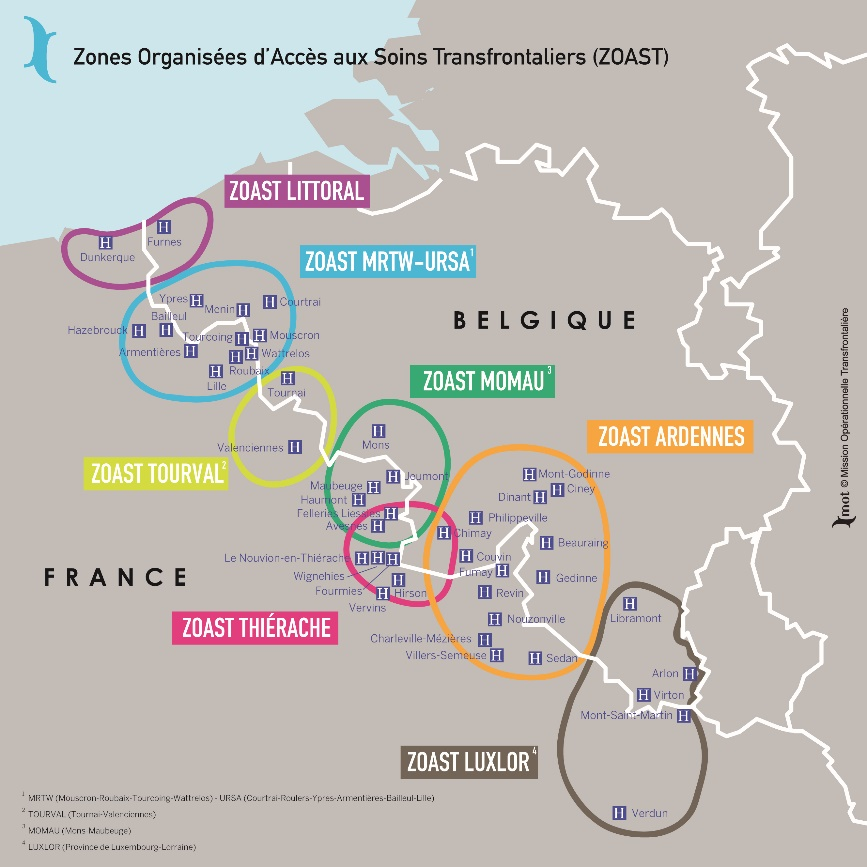 Zones Organisées d'Accès aux Soins Transfrontaliers (ZOAST)
ZOAST LITTORAL
Furnes
Dunkerque
ZOAST MRTW-URSA¹
Ypres
Menin
Courtrai
Bailleul
Hazebrouck
Tourcoing
Mouscron
Armentières
Wattrelos
Roubaix
Lille
BELGIQUE
Tournai
ZOAST MOMAU³
Mons
Valenciennes
ZOAST ARDENNES
ZOAST TOURVAL²
Jeumont
Maubeuge
Haumont
Felleries Liessies
Avesnes
Mont-Godinne
Ciney
Dinant
Philippeville
Chimay
Beauraing
Couvin
Le Nouvion-en-Thiérache
Fumay
Wignehies
Gedinne
FRANCE
Fourmies
Hirson
Revin
Vervins
Libramont
ZOAST THIÉRACHE
Nouzonville
Charleville Mézières
Villers-Semeuse
Sedan
Arlon
Virton
Mont-Saint-Martin
ZOAST LUXLOR⁴
Verdun
mot © Mission Opérationnelle Transfrontalière
¹ MRTW (Mouscron-Roubaix-Tourcoing-Wattrelos) - URSA (Courtrai-Roulers-Ypres-Armentières-Bailleul-Lille)
² TOURVAL (Tournai-Valenciennes)
³ MOMAU (Mons-Maubeuge)
⁴ LUXLOR (Province de Luxembourg-Lorraine)